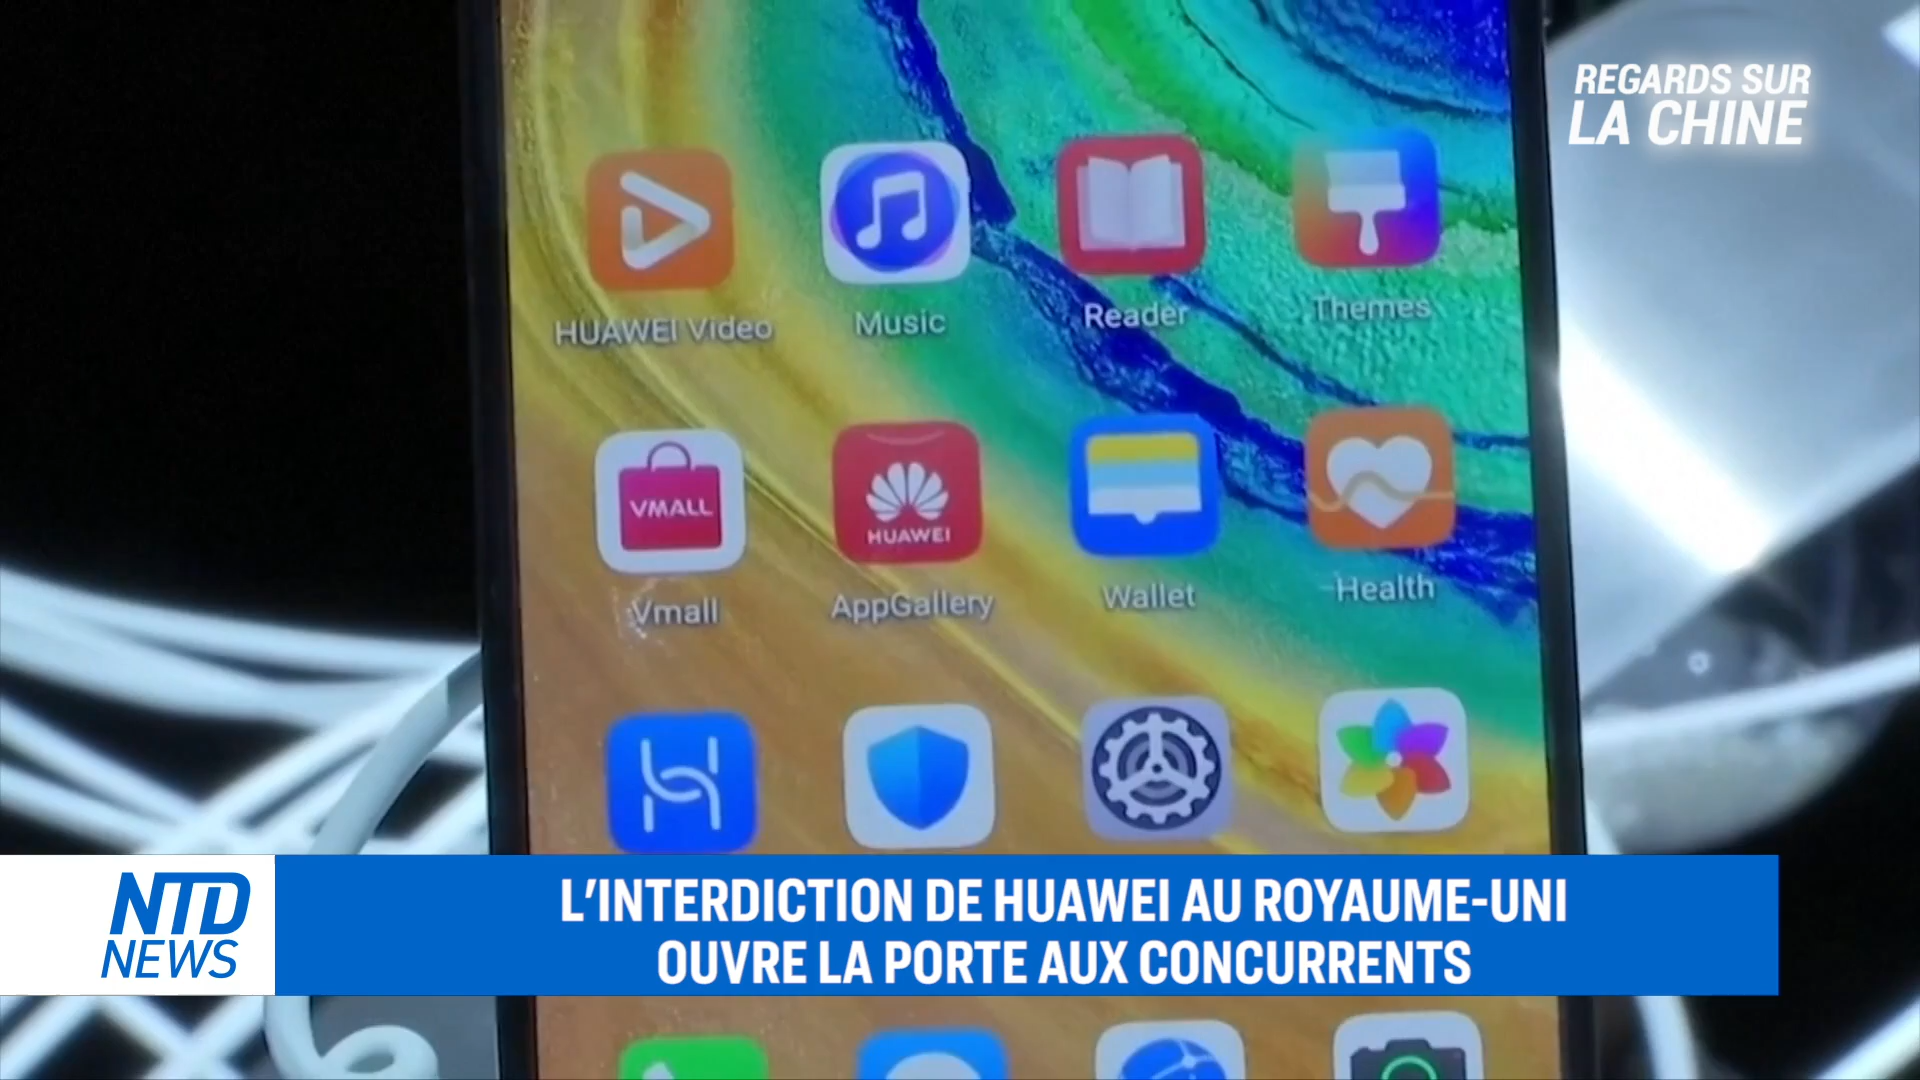 REGARDS SUR
LA CHINE
HUAWEI Video
Music
Reader
Themes
VMALL
HUAWEI
Vmall
AppGallery
Wallet
Health
NTD
NEWS
L'INTERDICTION DE HUAWEI AU ROYAUME-UNI
OUVRE LA PORTE AUX CONCURRENTS